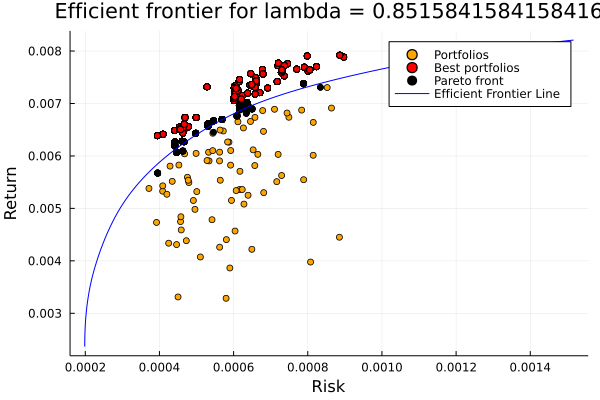 Efficient frontier for lambda = 0.8515841584158416
0.008
0.007
0.006
0.005
0.004
0.003
Return
Portfolios
Best portfolios
Pareto front
Efficient Frontier Line
0.0002 0.0004 0.0006 0.0008 0.0010 0.0012 0.0014
Risk